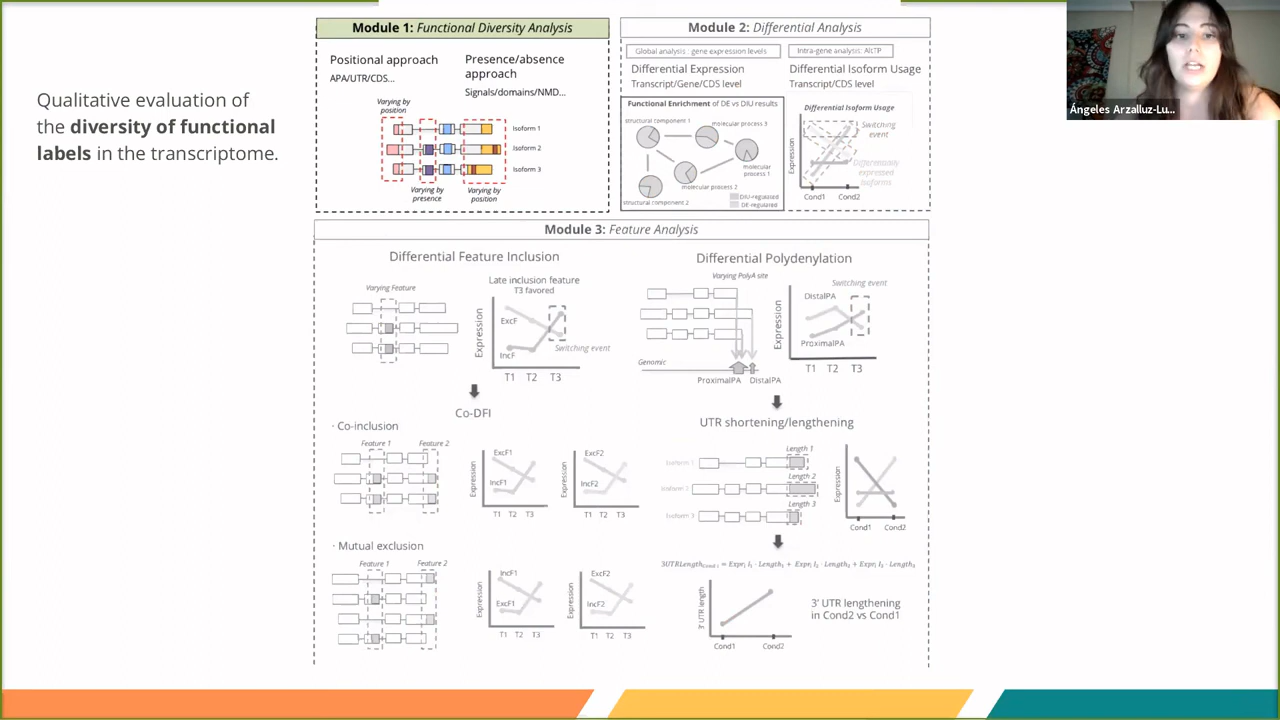 Qualitative evaluation of
the diversity of functional
labels in the transcriptome.
Module 1: Functional Diversity Analysis
Positional approach
APA/UTR/CDS...
Presence/absence
approach
Signals/domains/NMD...
Varying by
position
Isoform 1
Isoform 2
Isoform 3
Varying by
presence
Varying by
position
Module 2: Differential Analysis
Global analysis: gene expression levels
Intra-gene analysis: AltTP
Differential Expression
Transcript/Gene/CDS level
Differential Isoform Usage
Transcript/CDS level
Functional Enrichment of DE vs DIU results
structural component 1
molecular process 3
molecular
process 1
molecular process 2
structural component 2
DIU-regulated
DE-regulated
Differential Isoform Usage
Switching
event
Differentially
expressed
isoforms
Expression
Cond1 Cond2
Module 3: Feature Analysis
Differential Feature Inclusion
Varying Feature
Late inclusion feature
T3 favored
Expression
ExcF
IncF
Switching event
T1 T2 T3
Co-DFI
· Co-inclusion
Feature 1 Feature 2
Expression
ExcF1
IncF1
T1 T2 T3
Expression
ExcF2
IncF2
T1 T2 T3
· Mutual exclusion
Feature 1 Feature 2
Expression
IncF1
ExcF1
T1 T2 T3
Expression
ExcF2
IncF2
T1 T2 T3
Differential Polydenylation
Varying PolyA site
Genomic
ProximalPA DistalPA
Switching event
Expression
DistalPA
ProximalPA
T1 T2 T3
UTR shortening/lengthening
Length 1
Isoform 1
Length 2
Isoform 2
Length 3
Isoform 3
Expression
Cond1 Cond2
3' UTR length
Cond1 Cond2
3' UTR lengthening
in Cond2 vs Cond1
Ángeles Arzalluz-Lu...